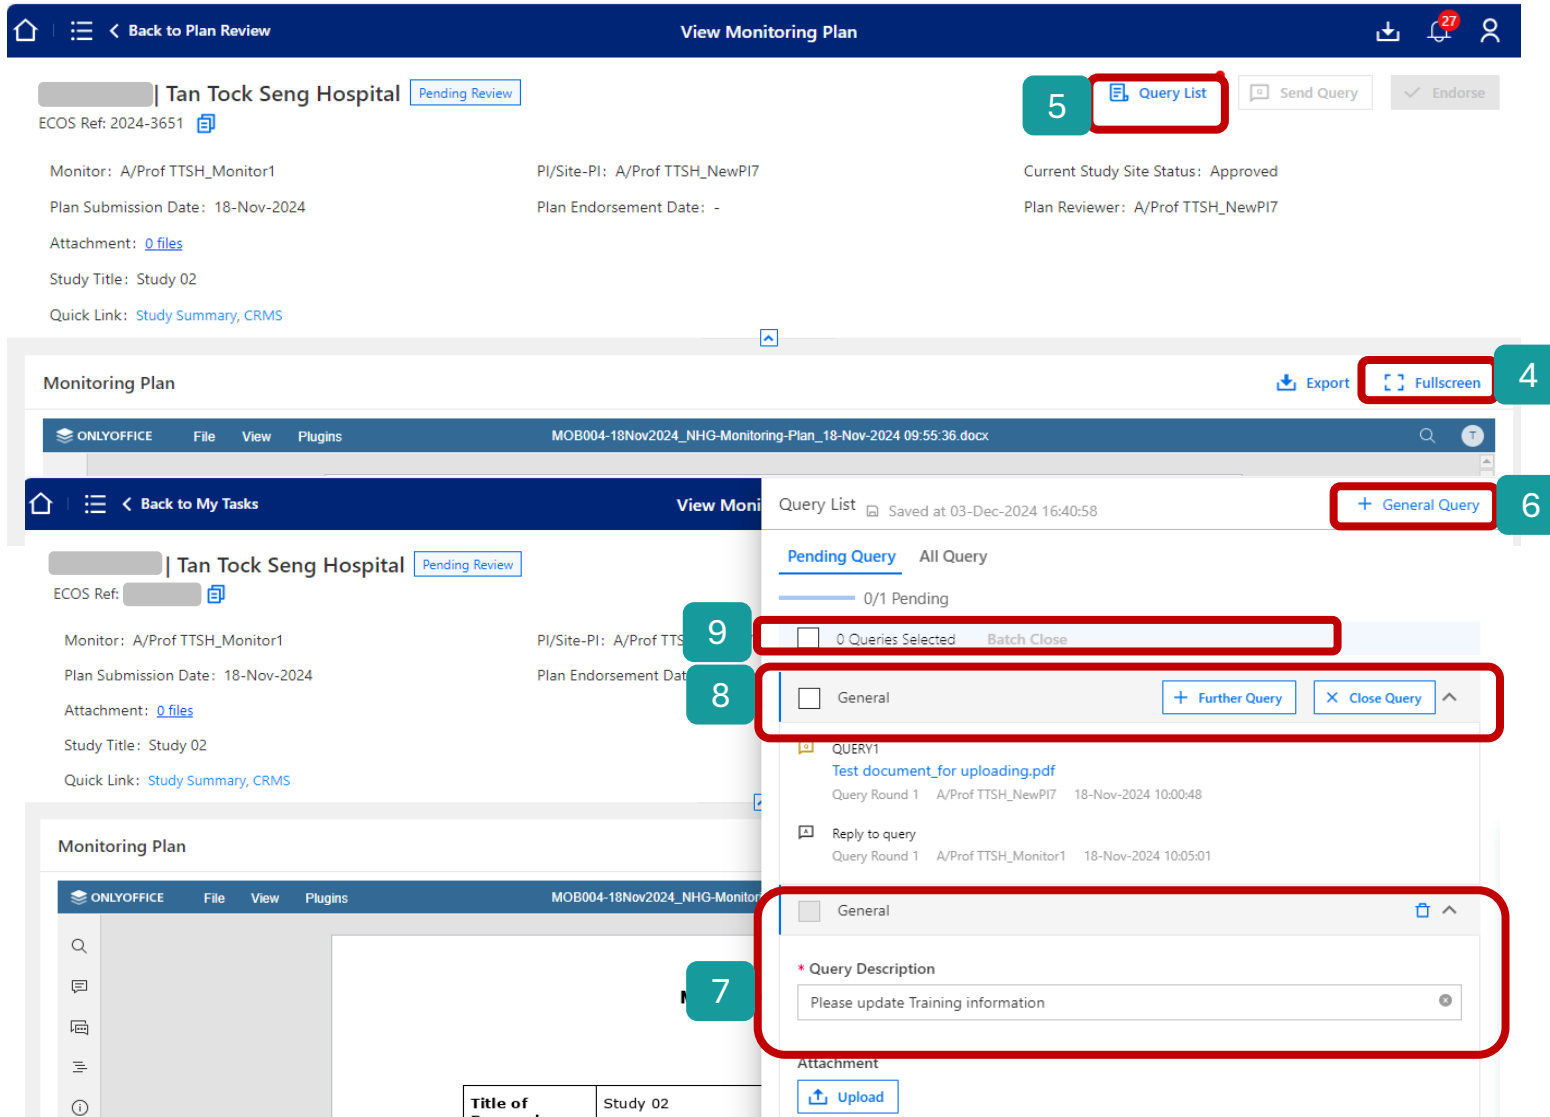 Back to Plan Review
View Monitoring Plan
27
| Tan Tock Seng Hospital
Pending Review
5
Query List
Send Query
Endorse
ECOS Ref: 2024-3651
Monitor: A/Prof TTSH_Monitor1
PI/Site-PI: A/Prof TTSH_NewPI7
Current Study Site Status: Approved
Plan Submission Date: 18-Nov-2024
Plan Endorsement Date: -
Plan Reviewer: A/Prof TTSH_NewPI7
Attachment: 0 files
Study Title: Study 02
Quick Link: Study Summary, CRMS
Monitoring Plan
Export
Fullscreen
4
ONLYOFFICE
File
View
Plugins
MOB004-18Nov2024_NHG-Monitoring-Plan_18-Nov-2024 09:55:36.docx
T
Back to My Tasks
View Moni
Query List
Saved at 03-Dec-2024 16:40:58
+ General Query
6
| Tan Tock Seng Hospital
Pending Review
Pending Query
All Query
ECOS Ref:
0/1 Pending
Monitor: A/Prof TTSH_Monitor1
PI/Site-PI: A/Prof TTS
9
0 Queries Selected
Batch Close
Plan Submission Date: 18-Nov-2024
Plan Endorsement Dat
8
General
+ Further Query
× Close Query
Attachment: 0 files
Study Title: Study 02
Quick Link: Study Summary, CRMS
QUERY1
Test document_for uploading.pdf
Query Round 1 A/Prof TTSH_NewPI7 18-Nov-2024 10:00:48
Reply to query
Query Round 1 A/Prof TTSH_Monitor1 18-Nov-2024 10:05:01
Monitoring Plan
ONLYOFFICE
File
View
Plugins
MOB004-18Nov2024_NHG-Monitor
General
* Query Description
7
Please update Training information
Attachment
Upload
Title of
Study 02